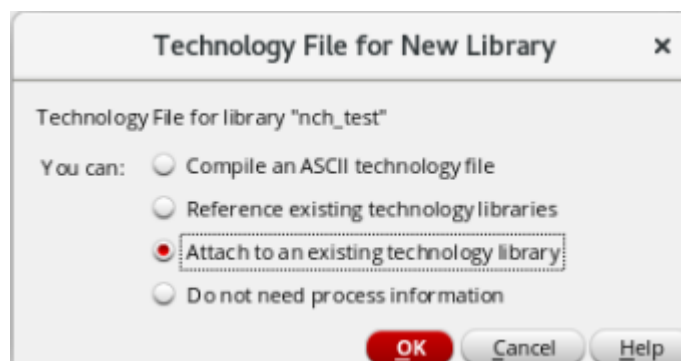 Technology File for New Library ×
Technology File for library "nch_test"
You can: Compile an ASCII technology file
Reference existing technology libraries
Attach to an existing technology library
Do not need process information
OK Cancel Help